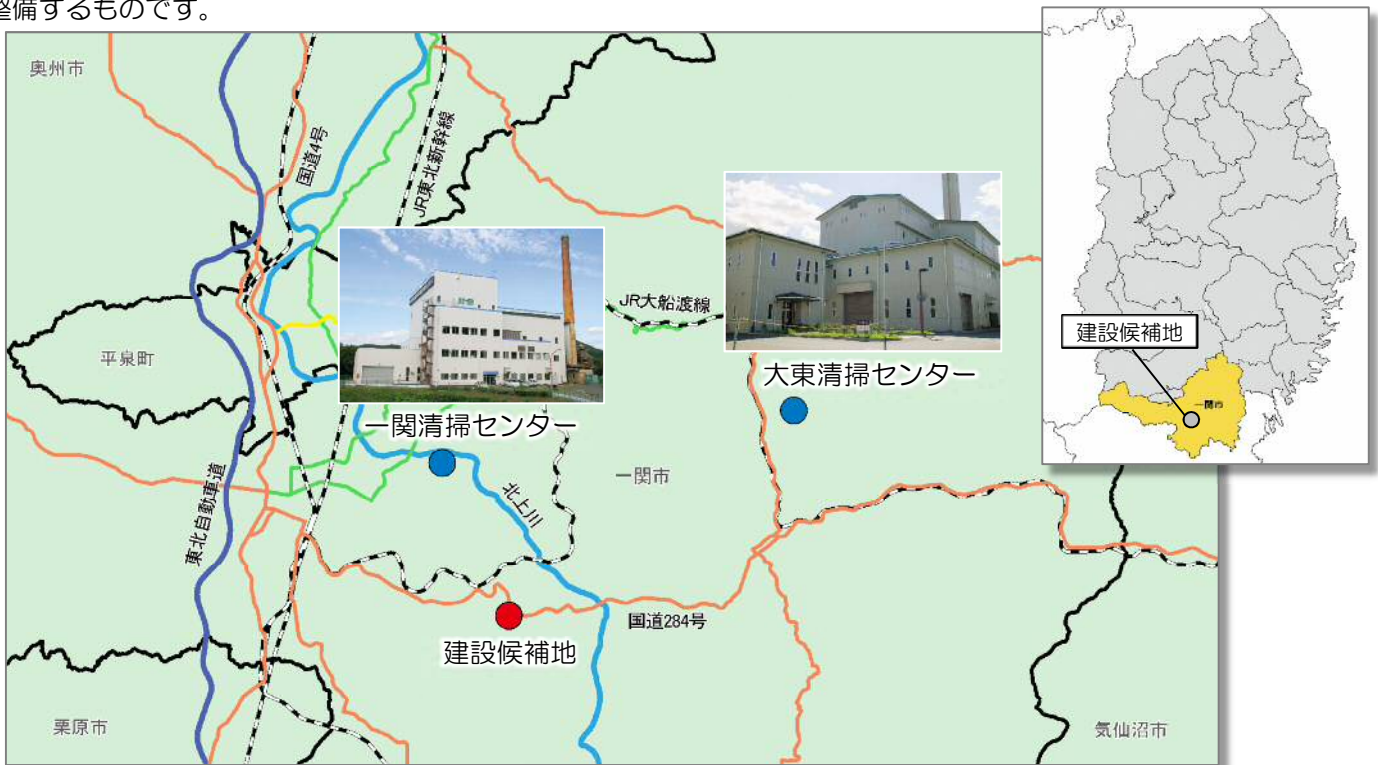 整備するものです。
奥州市
国道4号
JR東北新幹線
JR大船渡線
平泉町
一関清掃センター
大東清掃センター
一関市
北上川
東北自動車道
国道284号
建設候補地
栗原市
気仙沼市
建設候補地
一関市